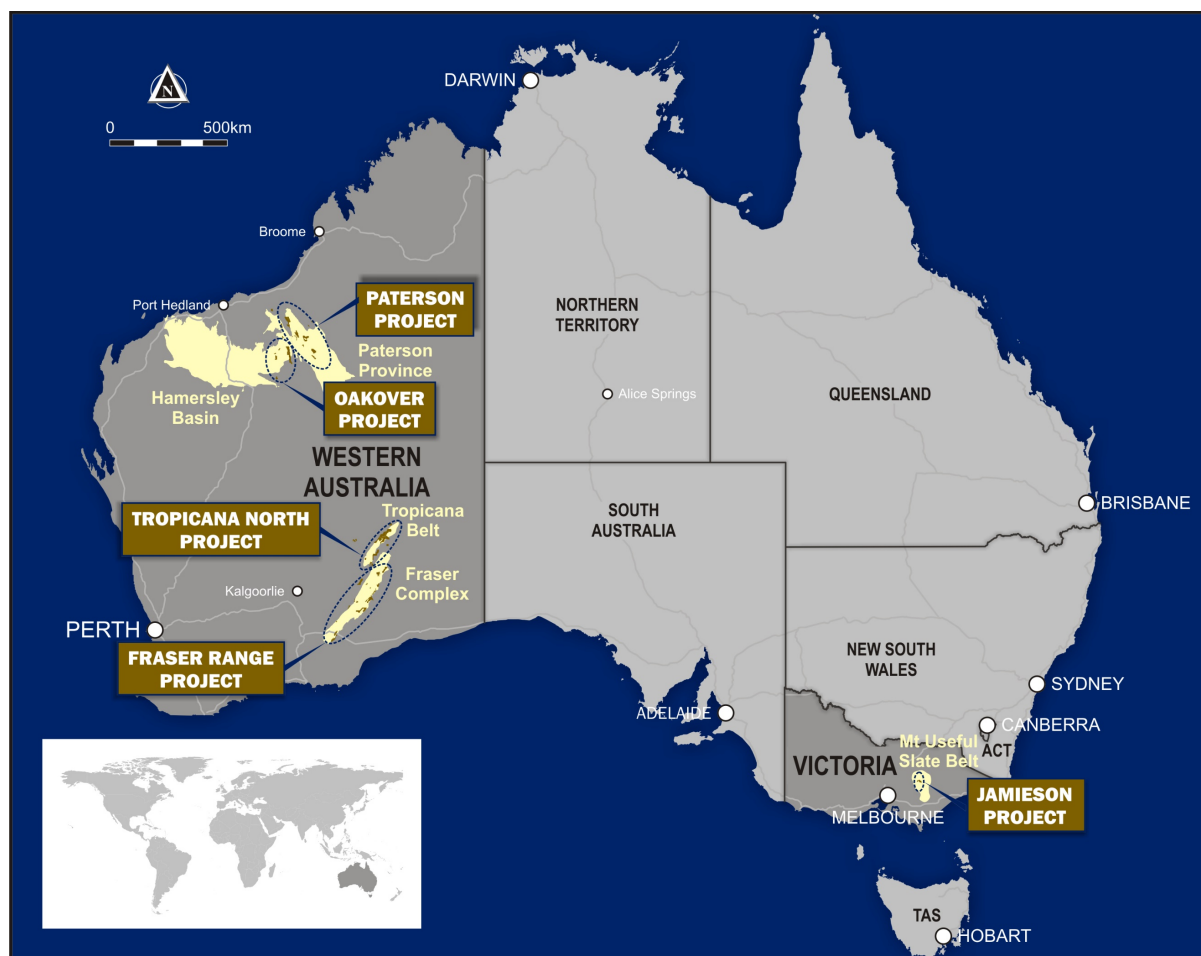 DARWIN
N
0 500km
Broome
Port Hedland
PATERSON
PROJECT
NORTHERN
TERRITORY
Paterson
Province
Hamersley
Basin
OAKOVER
PROJECT
Alice Springs
QUEENSLAND
WESTERN
AUSTRALIA
TROPICANA NORTH
PROJECT
Tropicana
Belt
SOUTH
AUSTRALIA
BRISBANE
Kalgoorlie
Fraser
Complex
PERTH
FRASER RANGE
PROJECT
NEW SOUTH
WALES
SYDNEY
ADELAIDE
CANBERRA
ACT
Mt Useful
Slate Belt
VICTORIA
MELBOURNE
JAMIESON
PROJECT
TAS
HOBART